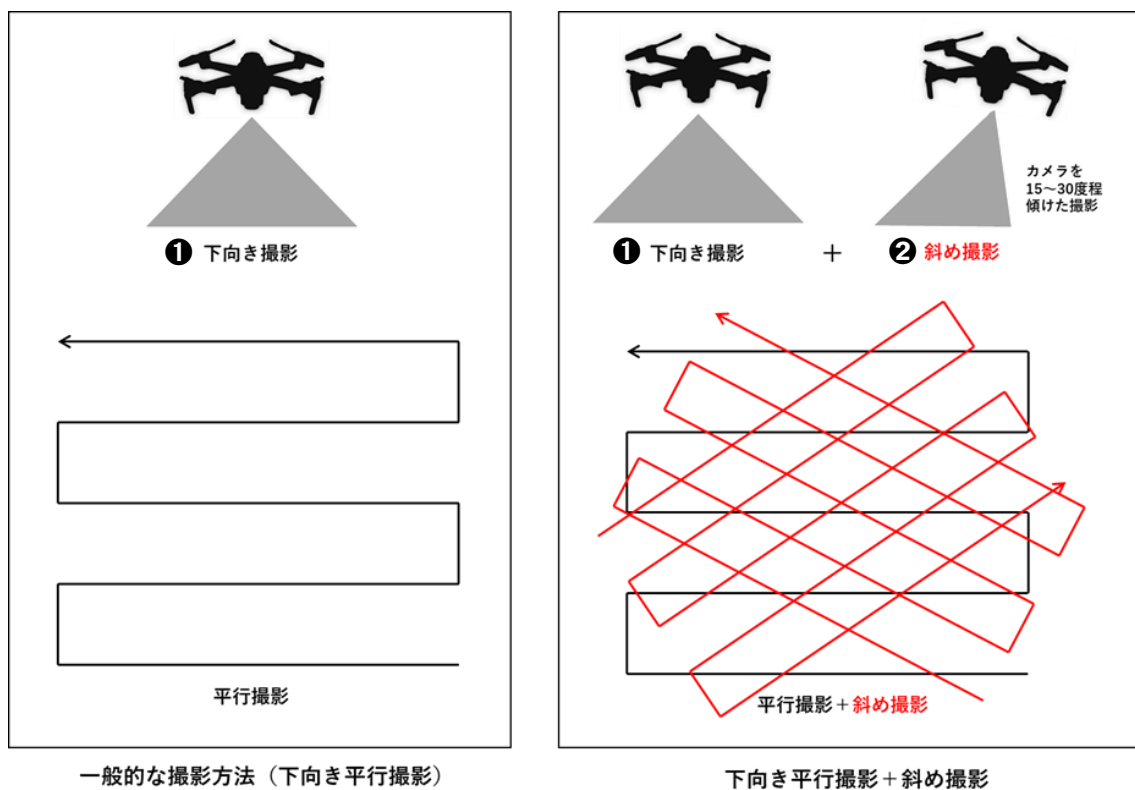 ❶ 下向き撮影
平行撮影
一般的な撮影方法（下向き平行撮影）
カメラを
15～30度程
傾けた撮影
❶ 下向き撮影 ＋ ❷ 斜め撮影
平行撮影＋斜め撮影
下向き平行撮影＋斜め撮影